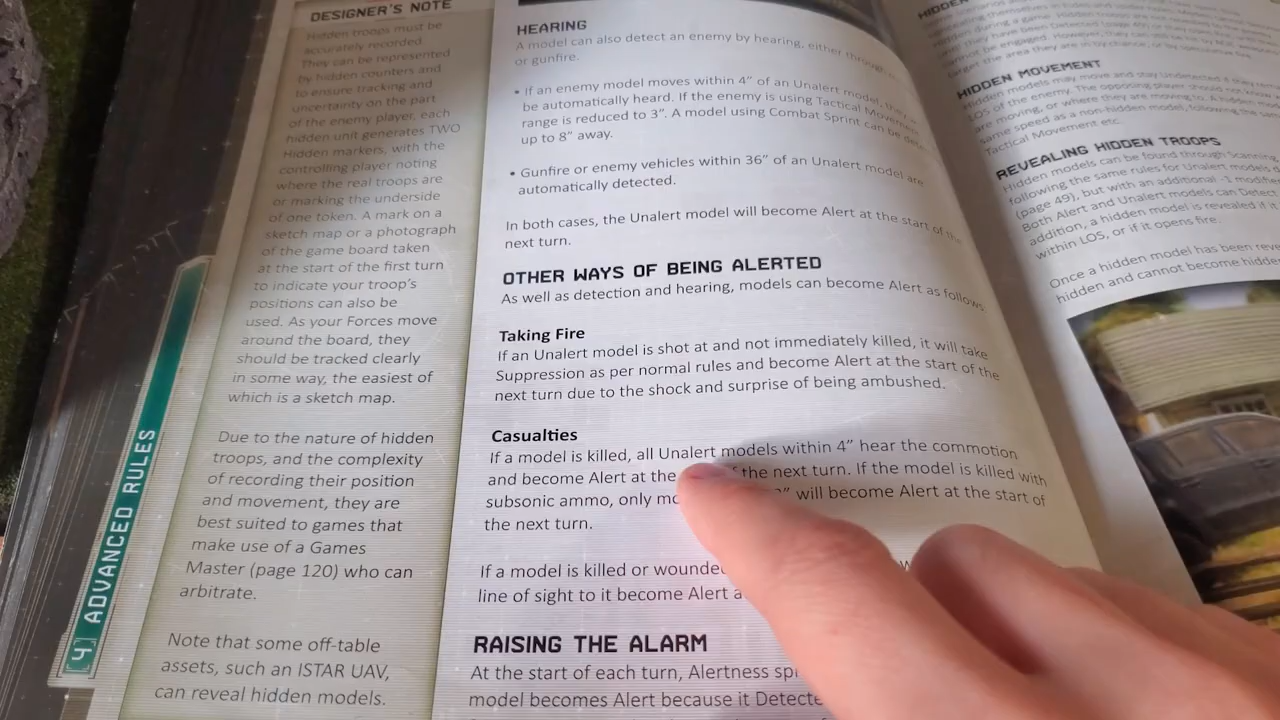 DESIGNER'S NOTE
Hidden troops must be
accurately recorded.
They can be represented
by hidden counters and
to ensure tracking and
uncertainty on the part
of the enemy player, each
hidden unit generates TWO
Hidden markers, with the
controlling player noting
where the real troops are
or marking the underside
of one token. A mark on a
sketch map or a photograph
of the game board taken
at the start of the first turn
to indicate your troop's
positions can also be
used. As your Forces move
around the board, they
should be tracked clearly
in some way, the easiest of
which is a sketch map.
Due to the nature of hidden
troops, and the complexity
of recording their position
and movement, they are
best suited to games that
make use of a Games
Master (page 120) who can
arbitrate.
Note that some off-table
assets, such an ISTAR UAV,
can reveal hidden models.
4 ADVANCED RULES
HEARING
A model can also detect an enemy by hearing, either through
or gunfire.
• If an enemy model moves within 4" of an Unalert model, they
be automatically heard. If the enemy is using Tactical Movement
range is reduced to 3". A model using Combat Sprint can be
up to 8" away.
• Gunfire or enemy vehicles within 36" of an Unalert model are
automatically detected.
In both cases, the Unalert model will become Alert at the start of the
next turn.
OTHER WAYS OF BEING ALERTED
As well as detection and hearing, models can become Alert as follows
Taking Fire
If an Unalert model is shot at and not immediately killed, it will take
Suppression as per normal rules and become Alert at the start of the
next turn due to the shock and surprise of being ambushed.
Casualties
If a model is killed, all Unalert models within 4" hear the commotion
and become Alert at the of the next turn. If the model is killed with
subsonic ammo, only will become Alert at the start of
the next turn.
If a model is killed or
line of sight to it become Alert
RAISING THE ALARM
At the start of each turn, Alertness
model becomes Alert because it
HIDDEN
HIDDEN MOVEMENT
Hidden models may move and stay undetected if they
LOS of the enemy. The opposing player should not
are moving, or where they are moving to. A hidden
same speed as a non-hidden model, following the
Tactical Movement etc.
REVEALING HIDDEN TROOPS
Hidden models can be found through Scanning
following the same rules for Unalert models
(page 49), but with an additional -1
Both Alert and Unalert models can Detect
addition, a hidden model is revealed if it
within LOS, or if it opens fire.
Once a hidden model has been
hidden and cannot become hidden